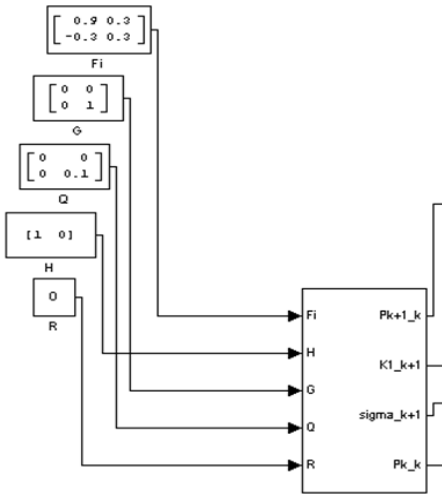 0.9 0.3
-0.3 0.3
Fi
0 0
0 1
G
0 0
0 0.1
Q
[1 0]
H
0
R
Fi
H
G
Q
R
Pk+1_k
K1_k+1
sigma_k+1
Pk_k